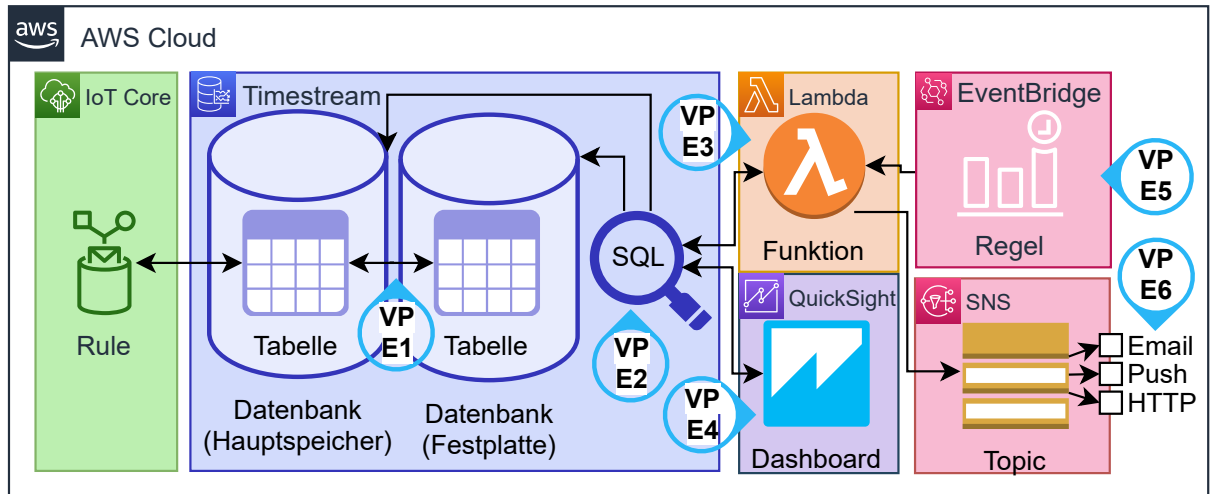 aws
AWS Cloud
IoT Core
Rule
Timestream
Tabelle
Datenbank
(Hauptspeicher)
Tabelle
Datenbank
(Festplatte)
VP
E1
SQL
VP
E2
VP
E3
Lambda
Funktion
VP
E4
QuickSight
Dashboard
EventBridge
Regel
VP
E5
VP
E6
SNS
Topic
Email
Push
HTTP